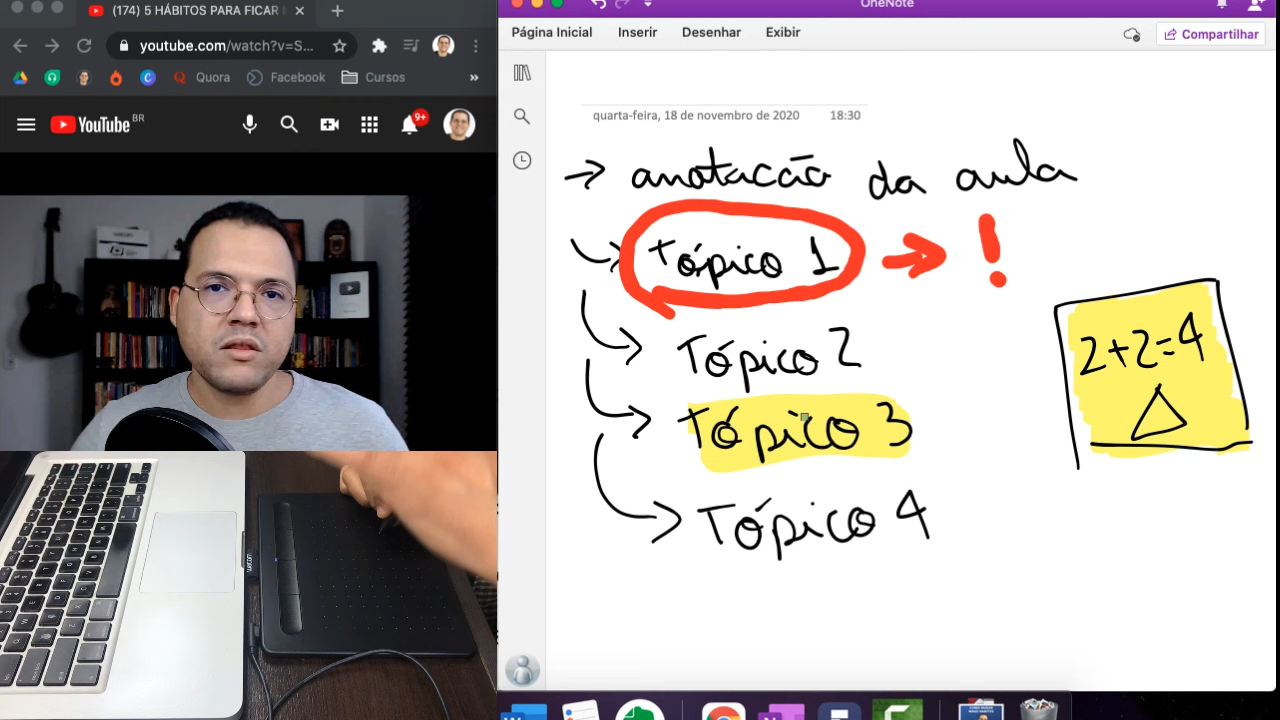 (174) 5 HÁBITOS PARA FICAR
youtube.com/watch?v=S...
Quora
Facebook
Cursos
»
YouTube BR
9+
OneNote
Página Inicial Inserir Desenhar Exibir
Compartilhar
quarta-feira, 18 de novembro de 2020 18:30
→ anotacão da aula
Tópico 1 → !
Tópico 2
Tópico 3
Tópico 4
2+2=4
wacom